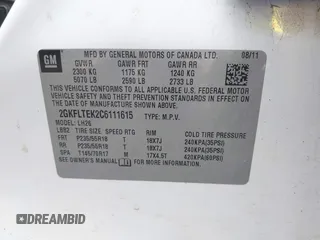 GM
MFD BY GENERAL MOTORS OF CANADA LTD. 08/11
GVWR GAWR FRT GAWR RR
2300 KG 1175 KG 1240 KG
5070 LB 2590 LB 2733 LB
THIS VEHICLE CONFORMS TO ALL APPLICABLE U.S. FEDERAL MOTOR
VEHICLE SAFETY, BUMPER, AND THEFT PREVENTION STANDARDS IN
EFFECT ON THE DATE OF MANUFACTURE SHOWN ABOVE.
2GKFLTEK2C6111615 TYPE: M.P.V.
MODEL: LH26
TIRE SIZE SPEED RTG RIM COLD TIRE PRESSURE
FRT P235/55R18 T 18X7J 240KPA(35PSI)
RR P235/55R18 T 18X7J 240KPA(35PSI)
SPA T145/70R17 M 17X4.5T 420KPA(60PSI)
SEE OWNER'S MANUAL
DREAMBID